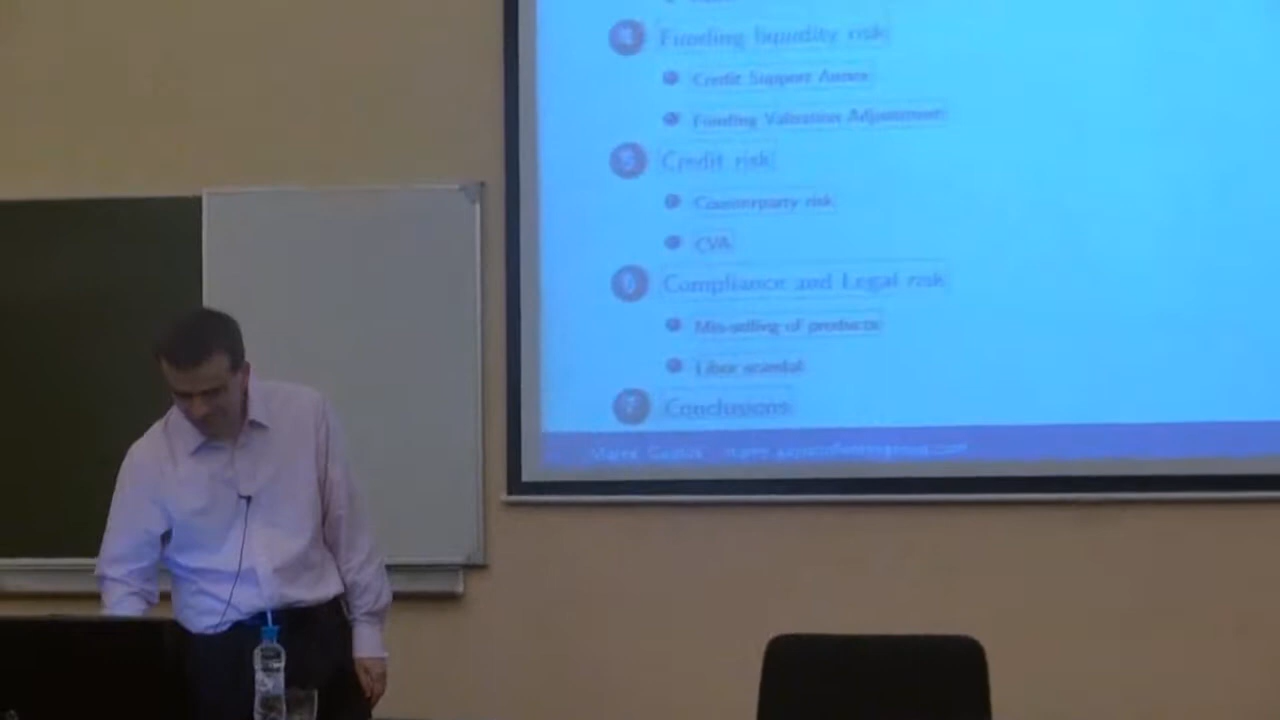 4 Funding liquidity risk
Credit Support Annex
Funding Valuation Adjustment
5 Credit risk
Counterparty risk
CVA
6 Compliance and Legal risk
Mis-selling of products
Libor scandal
7 Conclusions